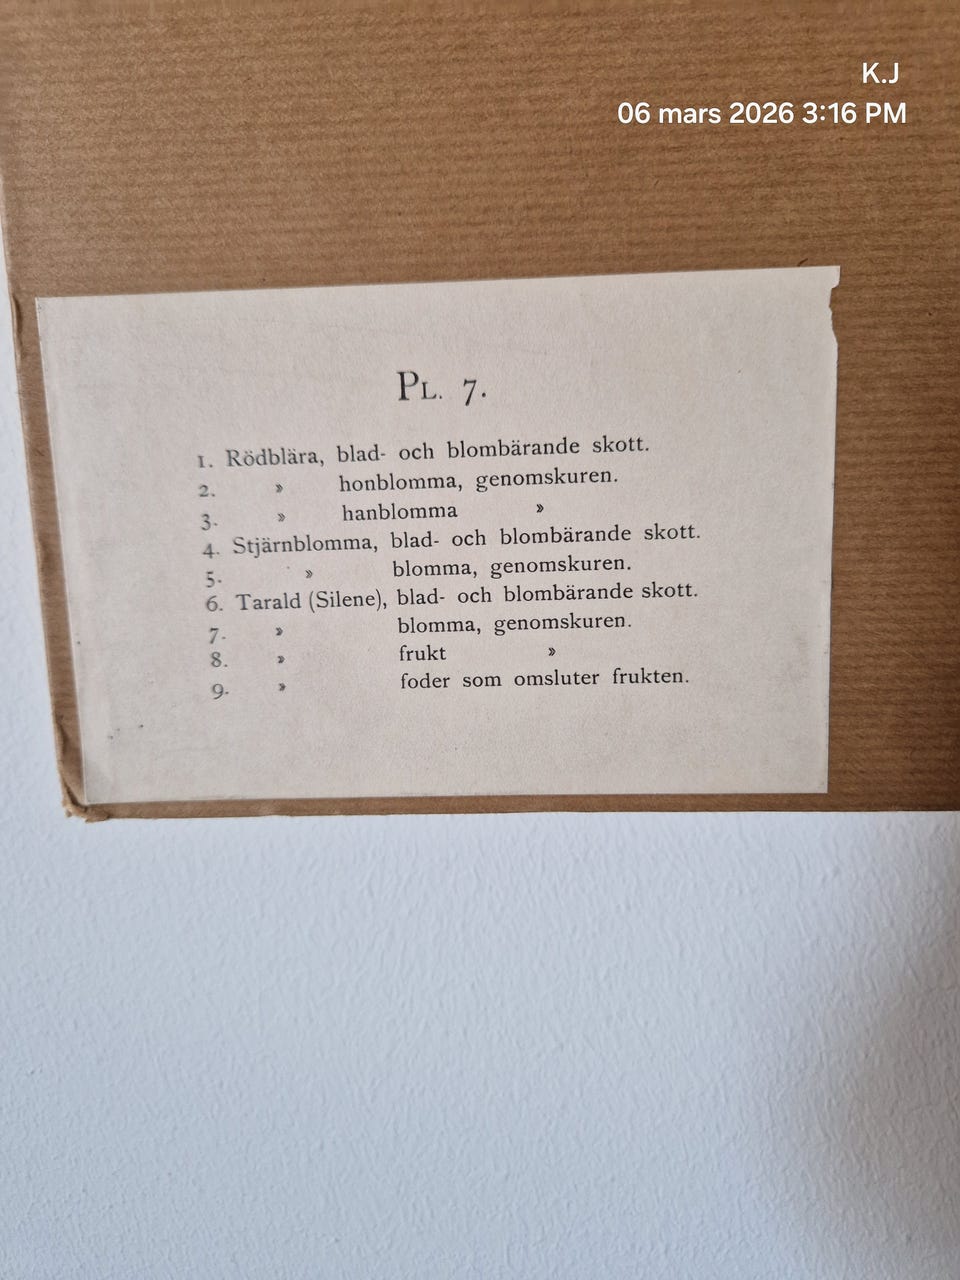 K.J
06 mars 2026 3:16 PM
PL. 7.
1. Rödblära, blad- och blombärande skott.
2. » honblomma, genomskuren.
3. » hanblomma »
4. Stjärnblomma, blad- och blombärande skott.
5. » blomma, genomskuren.
6. Tarald (Silene), blad- och blombärande skott.
7. » blomma, genomskuren.
8. » frukt »
9. » foder som omsluter frukten.